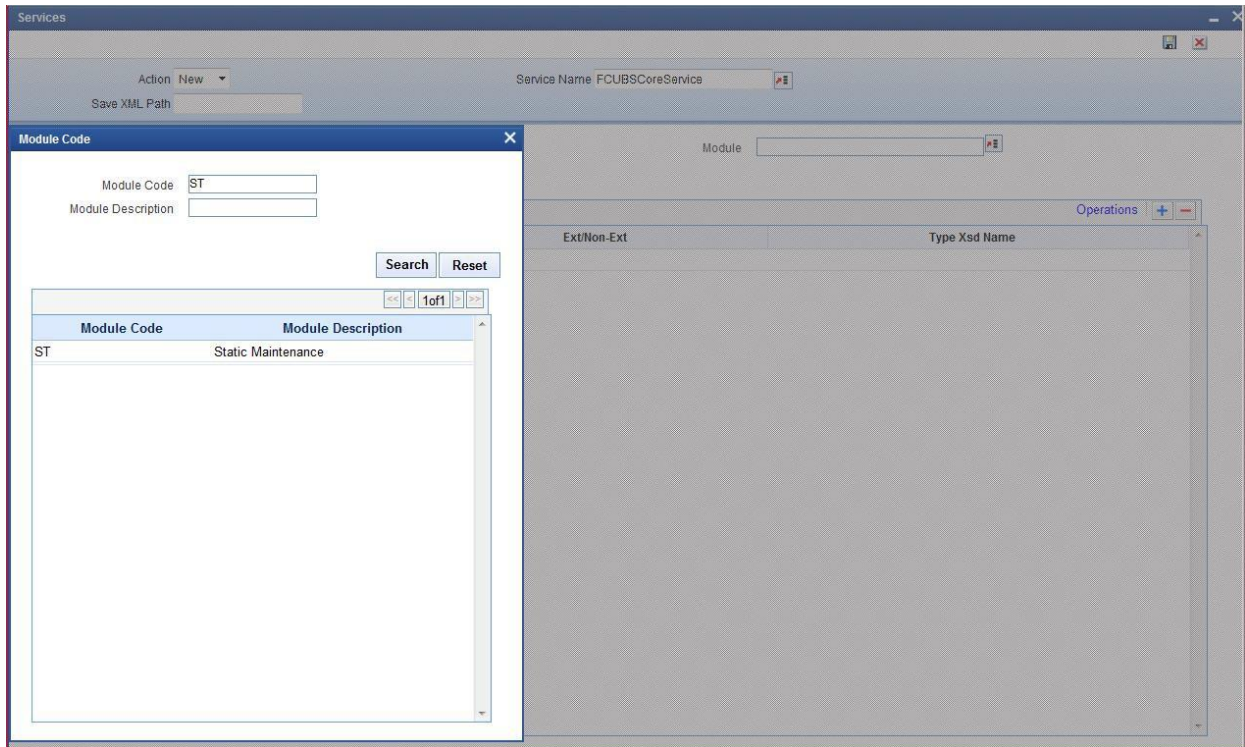 Services
Action New
Service Name FCUBSCoreService
Save XML Path
Module Code
Module
Module Code ST
Module Description
Operations
Ext/Non-Ext Type Xsd Name
Search Reset
<< < 1of1 > >>
Module Code Module Description
ST Static Maintenance